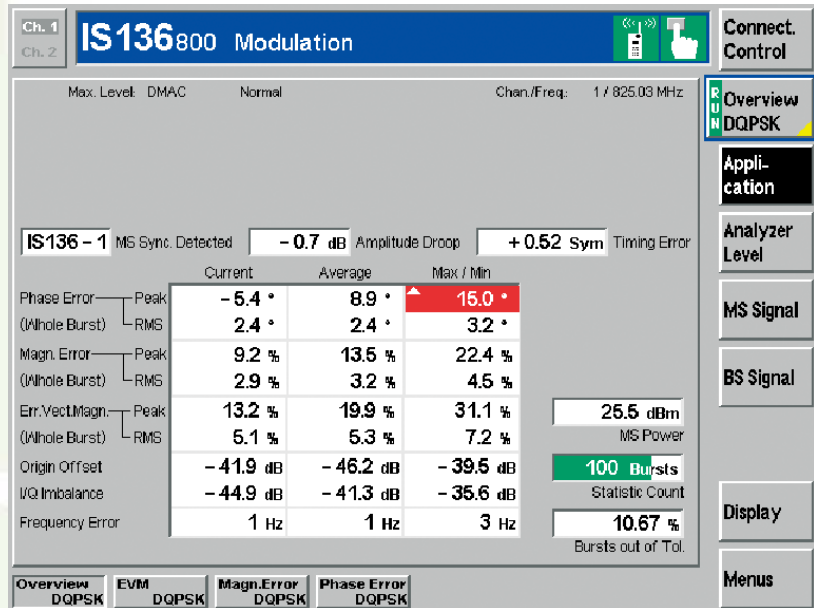 Ch. 1
Ch. 2
IS136800 Modulation
Connect. Control
Max. Level: DMAC Normal Chan./Freq.: 1 / 825.03 MHz
RUN
Overview DQPSK
Appli-
cation
Analyzer Level
MS Signal
BS Signal
Display
Menus
IS136 – 1 MS Sync. Detected – 0.7 dB Amplitude Droop + 0.52 Sym Timing Error
Current Average Max / Min
Phase Error Peak – 5.4 ° 8.9 ° 15.0 °
(Whole Burst) RMS 2.4 ° 2.4 ° 3.2 °
Magn. Error Peak 9.2 % 13.5 % 22.4 %
(Whole Burst) RMS 2.9 % 3.2 % 4.5 %
Err.Vect.Magn. Peak 13.2 % 19.9 % 31.1 %
(Whole Burst) RMS 5.1 % 5.3 % 7.2 %
Origin Offset – 41.9 dB – 46.2 dB – 39.5 dB
I/Q Imbalance – 44.9 dB – 41.3 dB – 35.6 dB
Frequency Error 1 Hz 1 Hz 3 Hz
25.5 dBm
MS Power
100 Bursts
Statistic Count
10.67 %
Bursts out of Tol.
Overview DQPSK
EVM DQPSK
Magn.Error DQPSK
Phase Error DQPSK